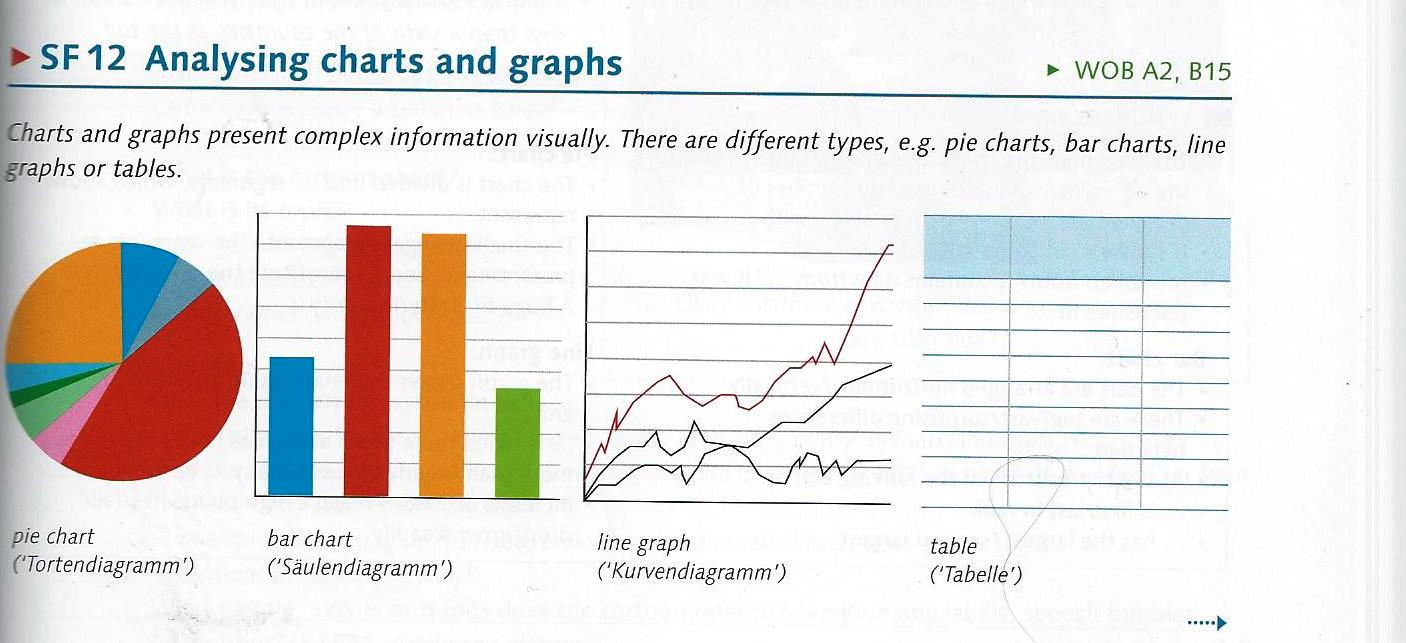 ► SF 12 Analysing charts and graphs
► WOB A2, B15
Charts and graphs present complex information visually. There are different types, e.g. pie charts, bar charts, line
graphs or tables.
pie chart
(‘Tortendiagramm’)
bar chart
(‘Säulendiagramm’)
line graph
(‘Kurvendiagramm’)
table
(‘Tabelle’)